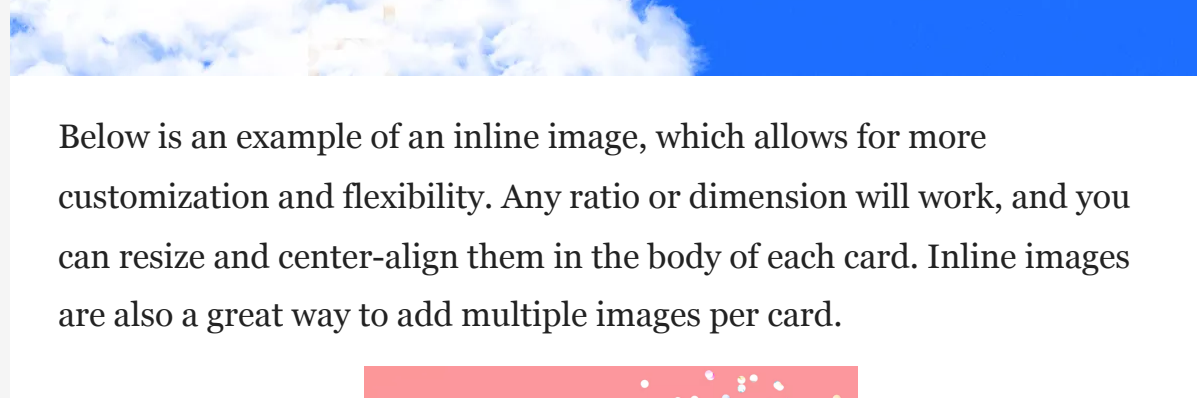 Below is an example of an inline image, which allows for more
customization and flexibility. Any ratio or dimension will work, and you
can resize and center-align them in the body of each card. Inline images
are also a great way to add multiple images per card.